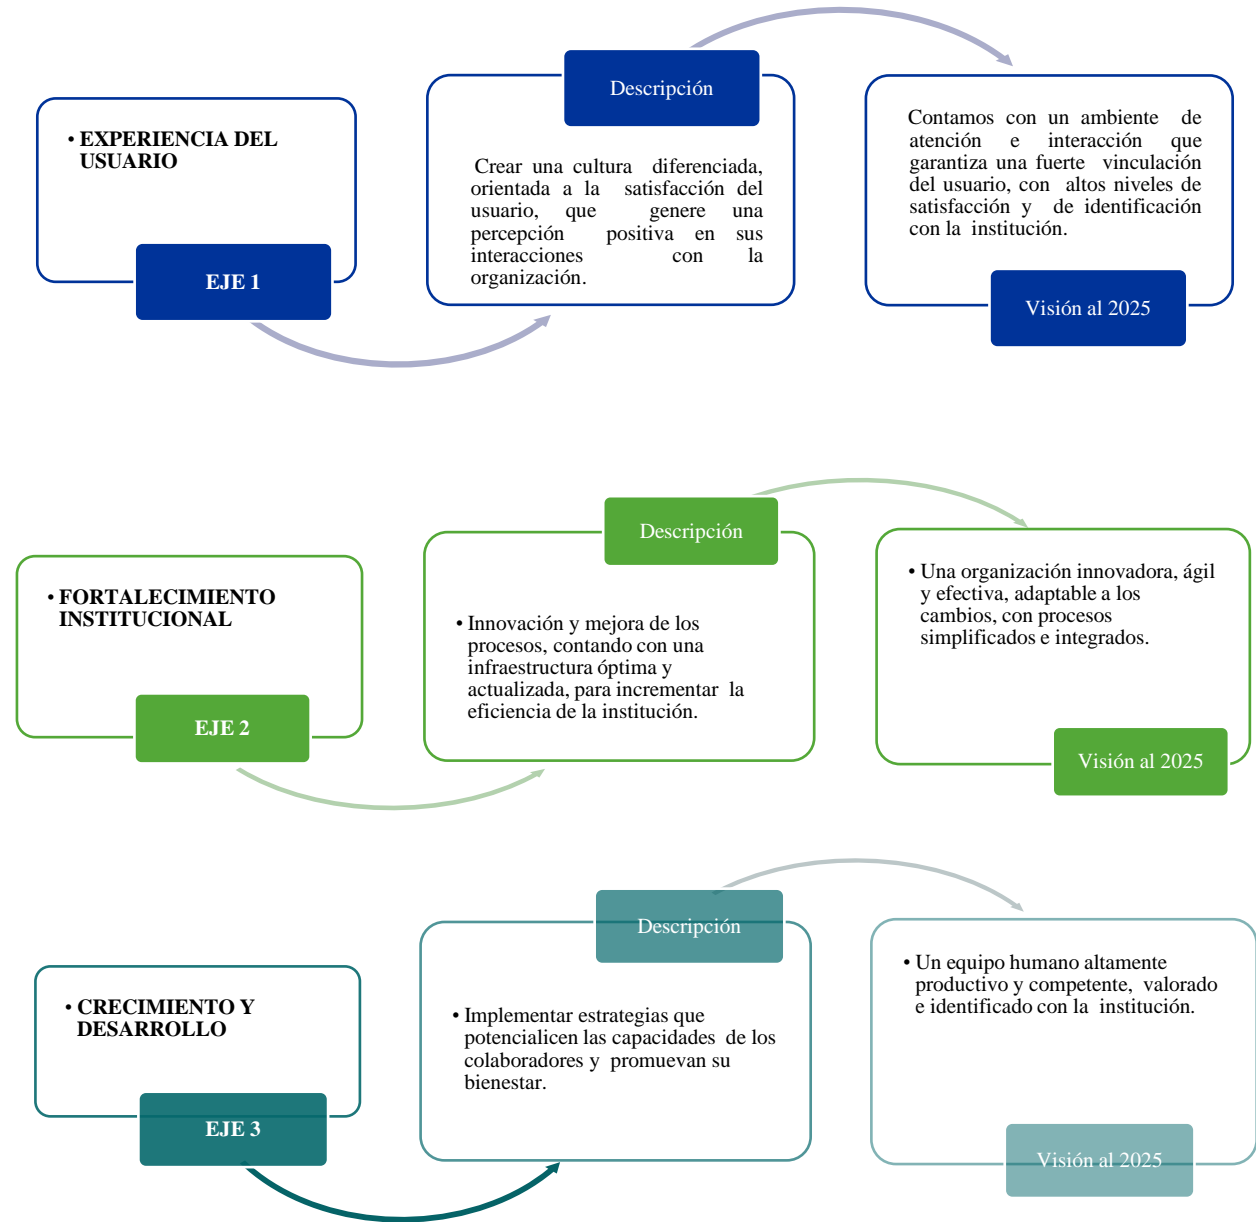 • EXPERIENCIA DEL
USUARIO
EJE 1
Descripción
Crear una cultura diferenciada,
orientada a la satisfacción del
usuario, que genere una
percepción positiva en sus
interacciones con la
organización.
Contamos con un ambiente de
atención e interacción que
garantiza una fuerte vinculación
del usuario, con altos niveles de
satisfacción y de identificación
con la institución.
Visión al 2025
• FORTALECIMIENTO
INSTITUCIONAL
EJE 2
Descripción
• Innovación y mejora de los
procesos, contando con una
infraestructura óptima y
actualizada, para incrementar la
eficiencia de la institución.
• Una organización innovadora, ágil
y efectiva, adaptable a los
cambios, con procesos
simplificados e integrados.
Visión al 2025
• CRECIMIENTO Y
DESARROLLO
EJE 3
Descripción
• Implementar estrategias que
potencialicen las capacidades de los
colaboradores y promuevan su
bienestar.
• Un equipo humano altamente
productivo y competente, valorado
e identificado con la institución.
Visión al 2025